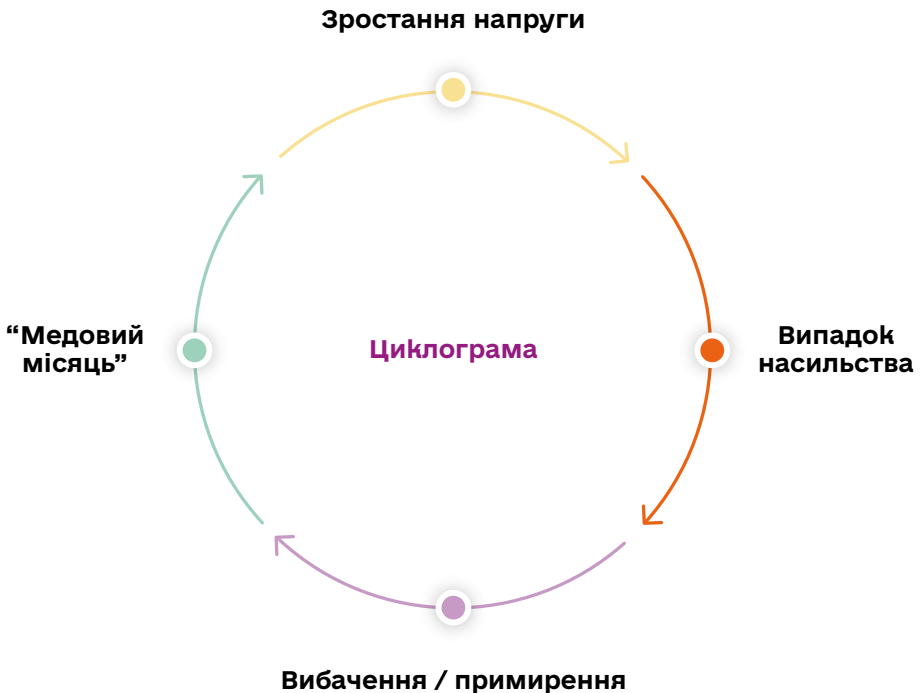 Зростання напруги
“Медовий
місяць”
Циклограма
Випадок
насильства
Вибачення / примирення